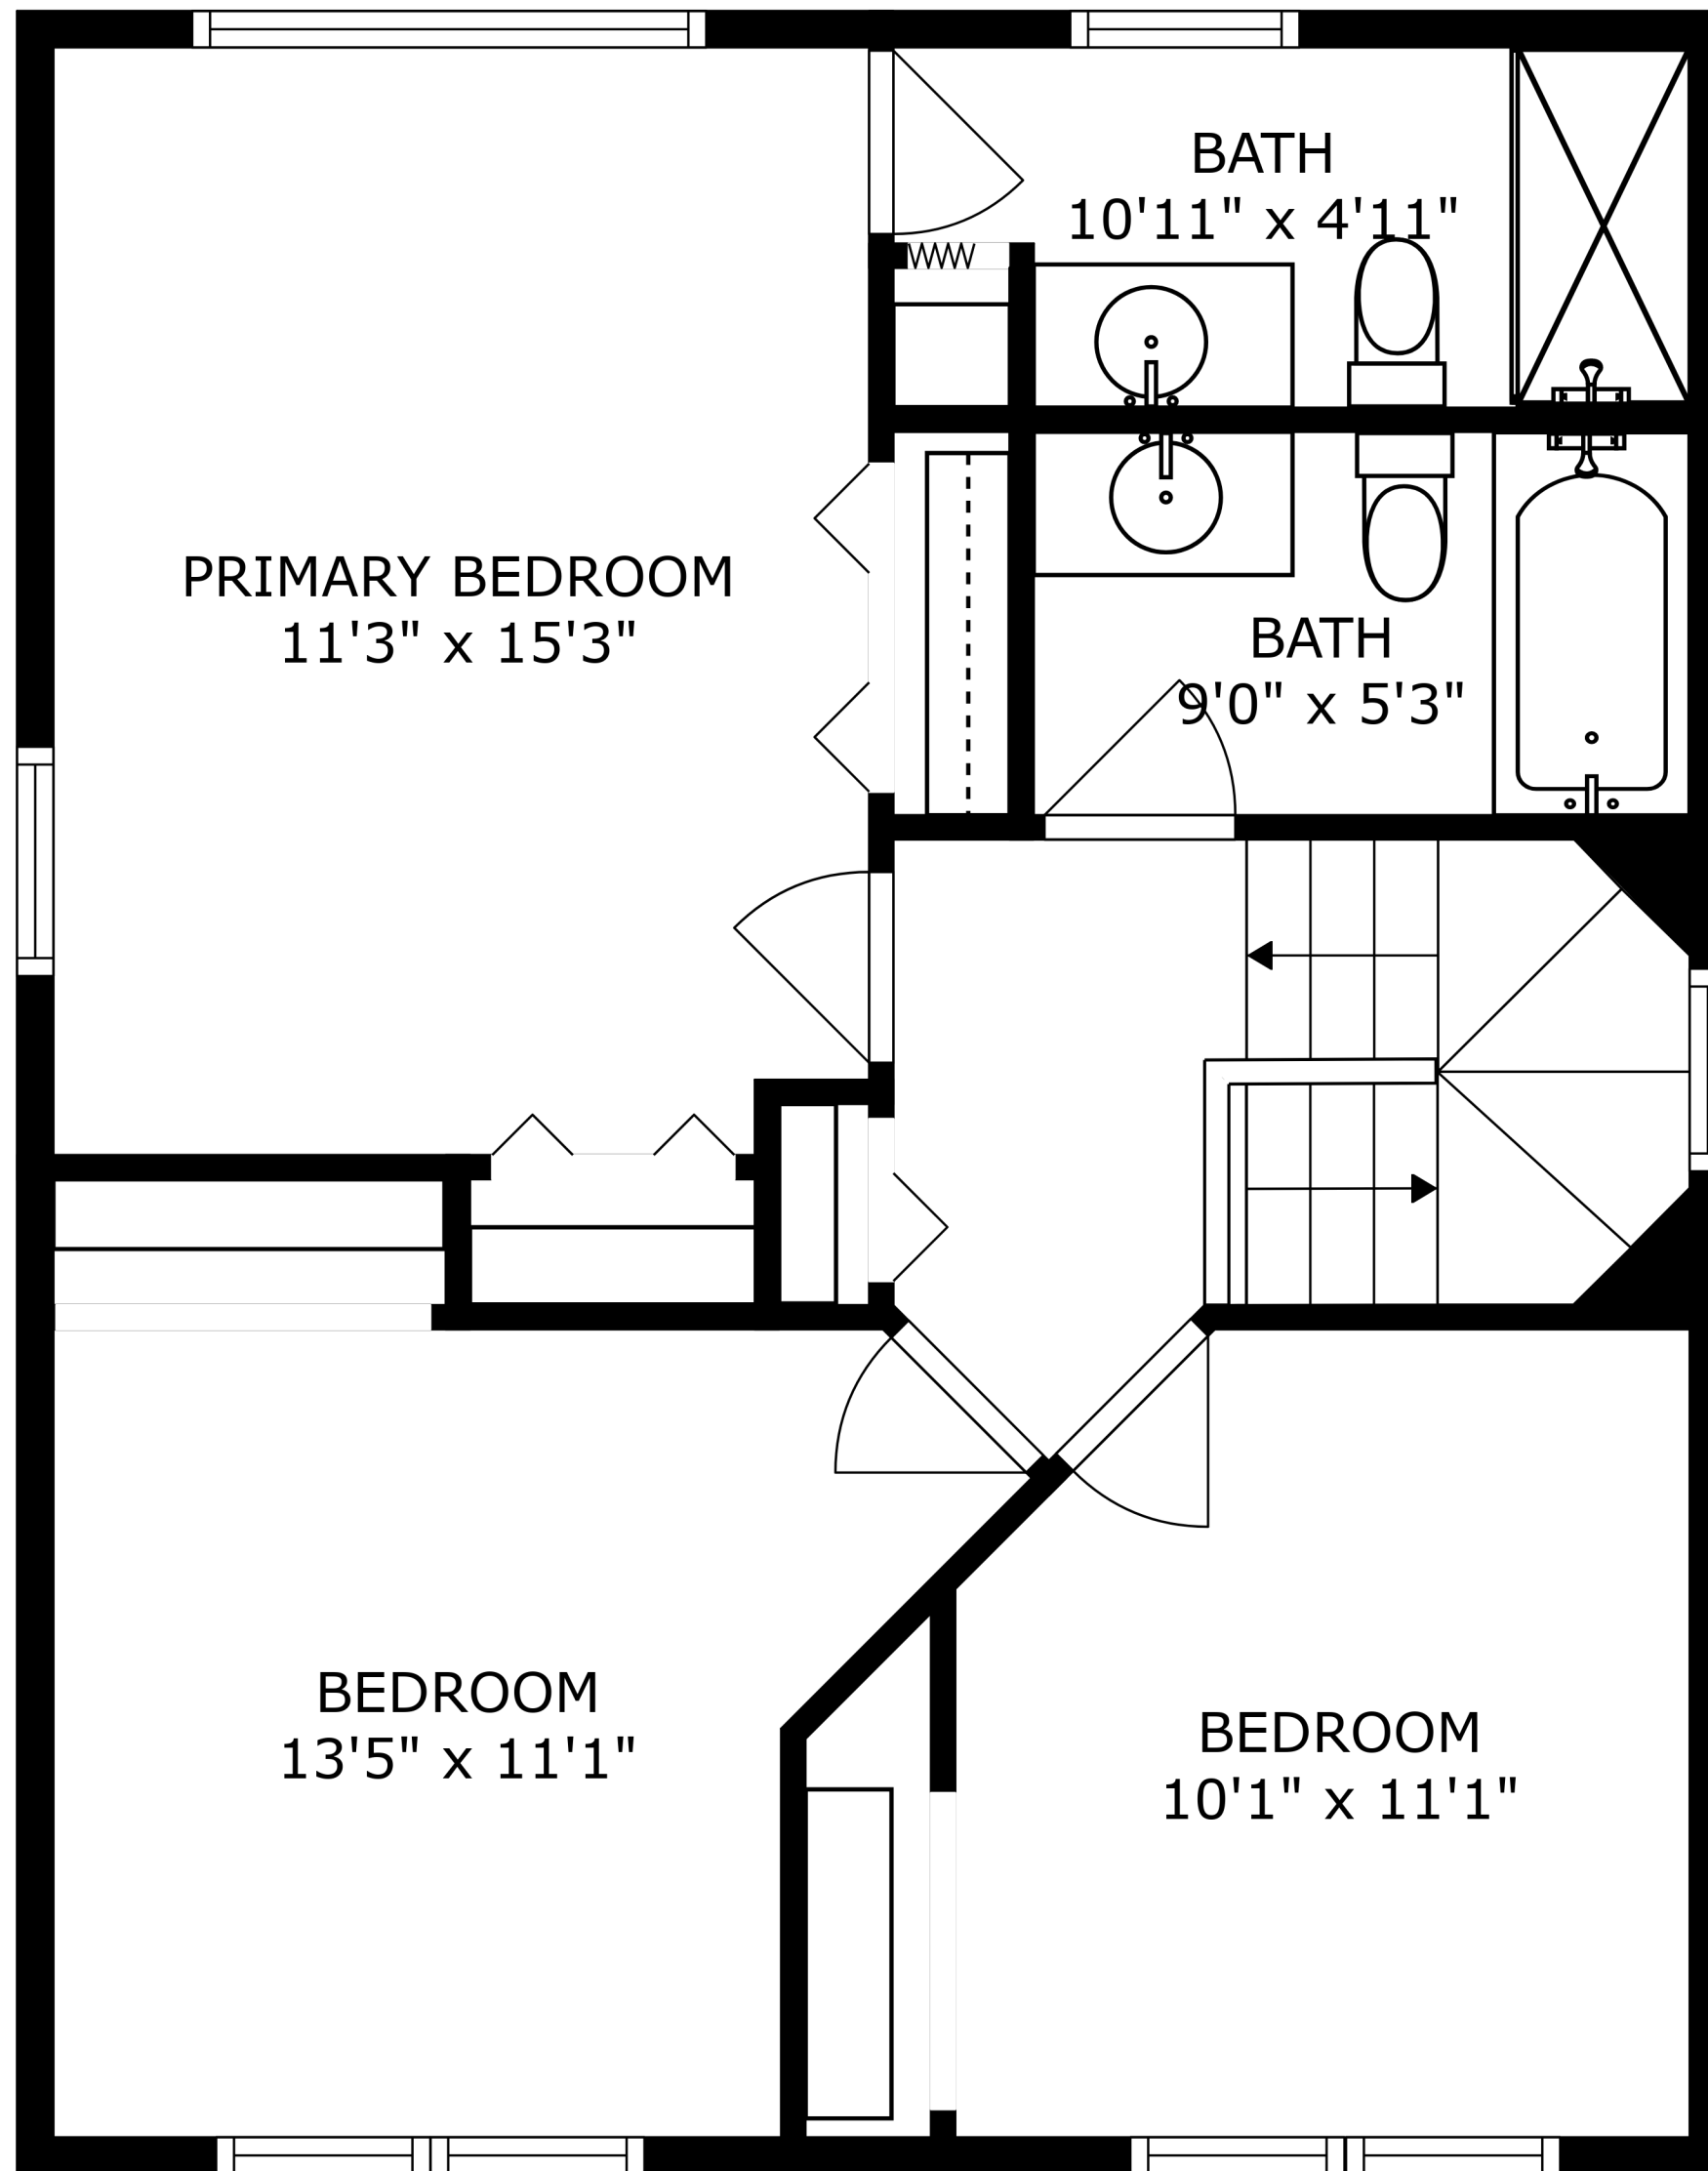 BATH
10'11" x 4'11"
PRIMARY BEDROOM
11'3" x 15'3"
BATH
9'0" x 5'3"
BEDROOM
13'5" x 11'1"
BEDROOM
10'1" x 11'1"